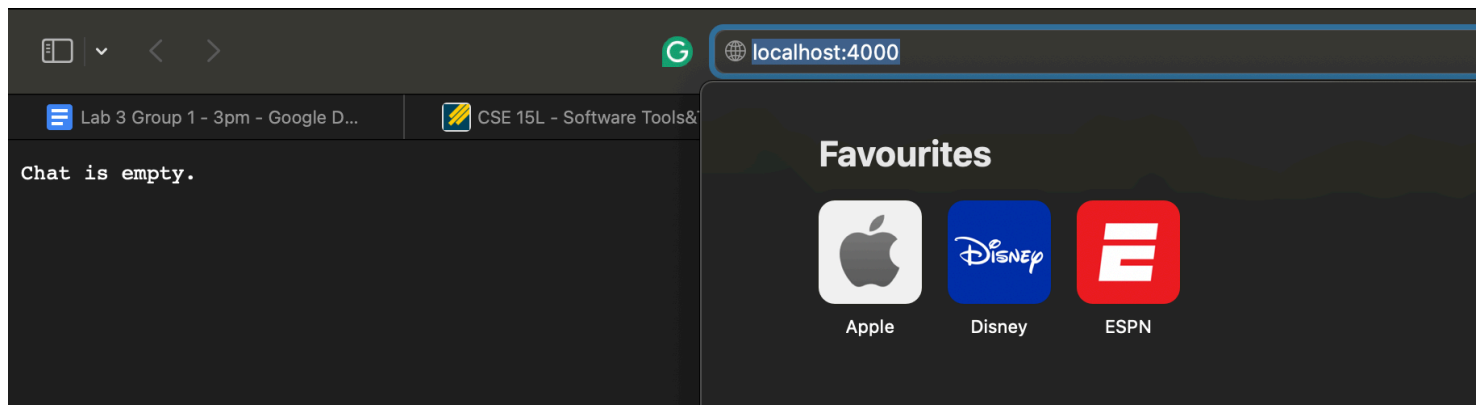 G localhost:4000
Lab 3 Group 1 - 3pm - Google D... CSE 15L - Software Tools&
Favourites
Chat is empty.
Disney
Apple Disney ESPN